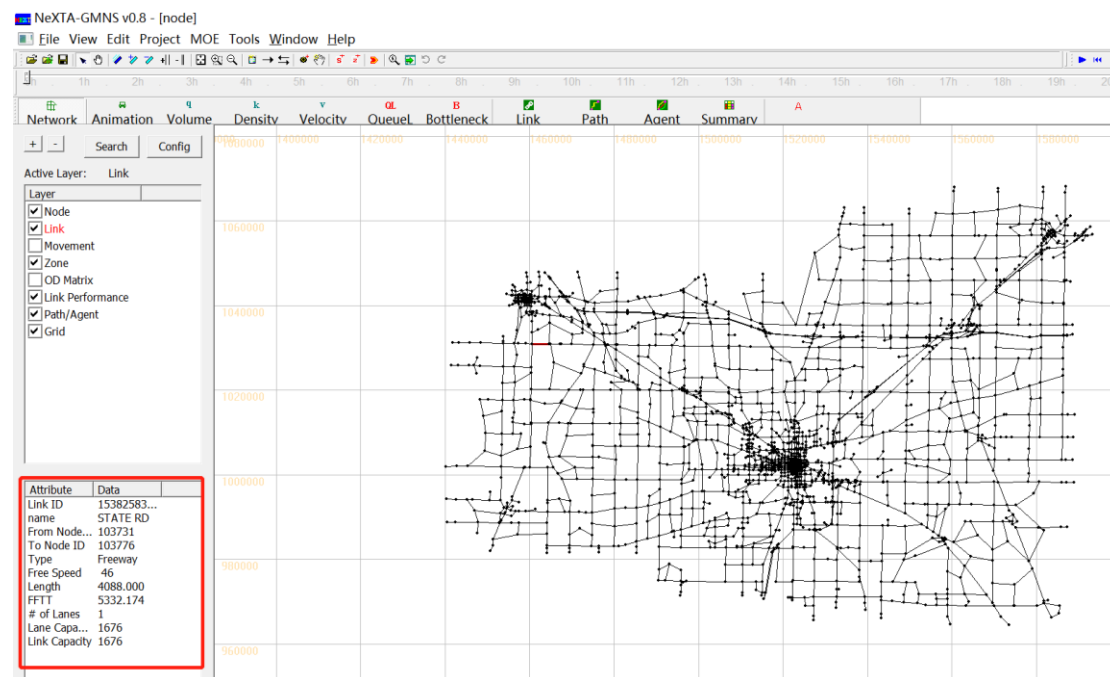 NeXTA-GMNS v0.8 - [node]
File View Edit Project MOE Tools Window Help
1h 2h 3h 4h 5h 6h 7h 8h 9h 10h 11h 12h 13h 14h 15h 16h 17h 18h 19h
Network Animation Volume Density Velocity QueueL Bottleneck Link Path Agent Summary
+ - Search Config
Active Layer: Link
Layer
Node
Link
Movement
Zone
OD Matrix
Link Performance
Path/Agent
Grid
Attribute Data
Link ID 15382583...
name STATE RD
From Node... 103731
To Node ID 103776
Type Freeway
Free Speed 46
Length 4088.000
FFTT 5332.174
# of Lanes 1
Lane Capa... 1676
Link Capacity 1676
1400000 1420000 1440000 1460000 1480000 1500000 1520000 1540000 1560000 1580000
1060000
1040000
1020000
1000000
980000
960000